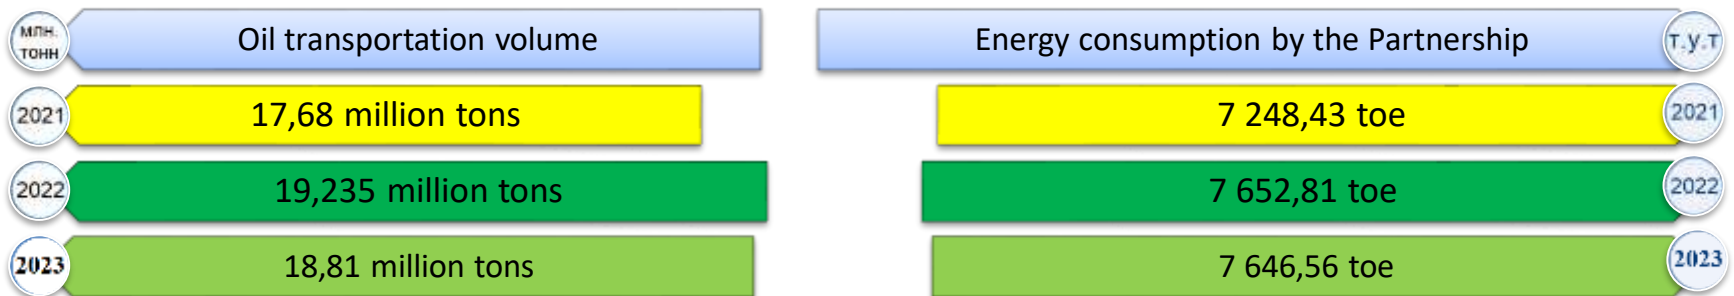 млн.
тонн
Oil transportation volume
Energy consumption by the Partnership
т.у.т
2021
17,68 million tons
7 248,43 toe
2021
2022
19,235 million tons
7 652,81 toe
2022
2023
18,81 million tons
7 646,56 toe
2023